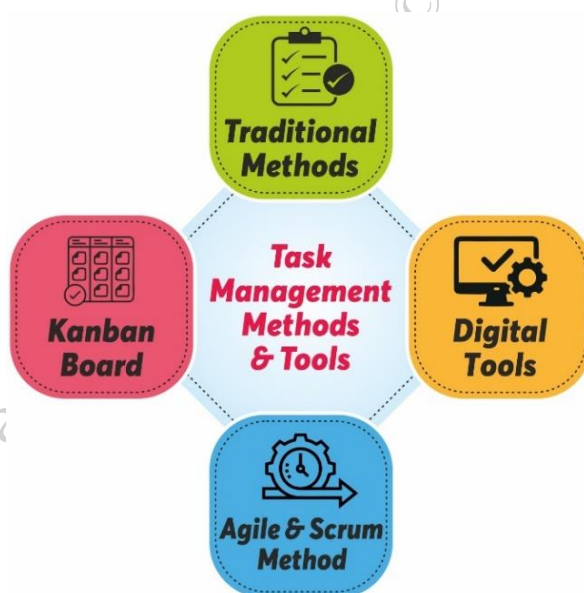 Traditional
Methods
Task
Management
Methods
& Tools
Kanban
Board
Digital
Tools
Agile & Scrum
Method